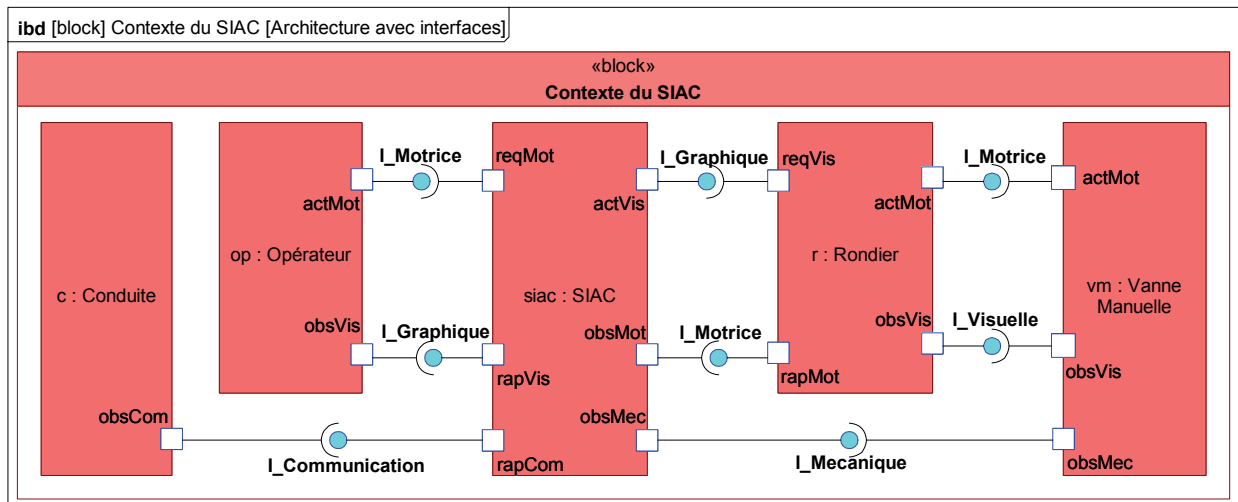 ibd [block] Contexte du SIAC [Architecture avec interfaces]
«block»
Contexte du SIAC
I_Motrice
reqMot
I_Graphique
reqVis
I_Motrice
actMot
actMot
actVis
actMot
op : Opérateur
r : Rondier
c : Conduite
siac : SIAC
vm : Vanne
Manuelle
obsVis
I_Graphique
obsMot
I_Motrice
obsVis
I_Visuelle
rapVis
rapMot
obsVis
obsCom
obsMec
I_Communication
rapCom
I_Mecanique
obsMec